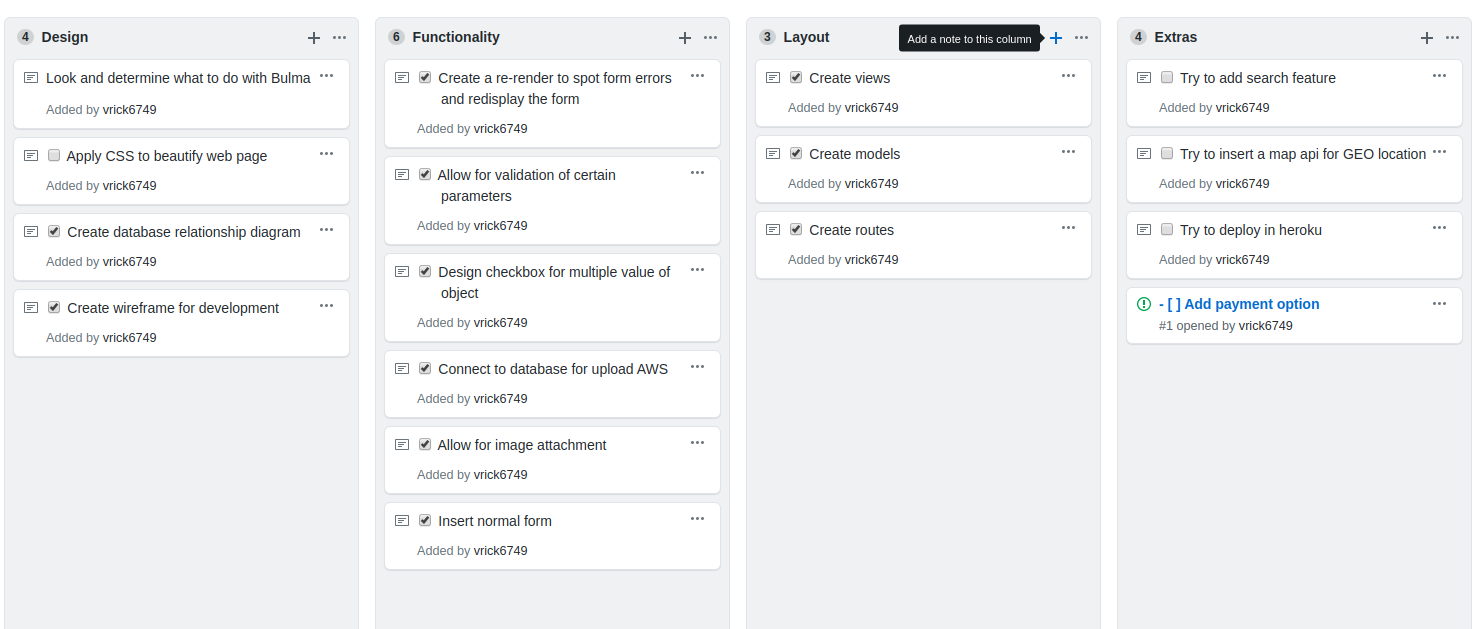 4 Design
Look and determine what to do with Bulma
Added by vrick6749
Apply CSS to beautify web page
Added by vrick6749
Create database relationship diagram
Added by vrick6749
Create wireframe for development
Added by vrick6749
6 Functionality
Create a re-render to spot form errors
and redisplay the form
Added by vrick6749
Allow for validation of certain
parameters
Added by vrick6749
Design checkbox for multiple value of
object
Added by vrick6749
Connect to database for upload AWS
Added by vrick6749
Allow for image attachment
Added by vrick6749
Insert normal form
Added by vrick6749
3 Layout
Add a note to this column
Create views
Added by vrick6749
Create models
Added by vrick6749
Create routes
Added by vrick6749
4 Extras
Try to add search feature
Added by vrick6749
Try to insert a map api for GEO location
Added by vrick6749
Try to deploy in heroku
Added by vrick6749
- [ ] Add payment option
#1 opened by vrick6749